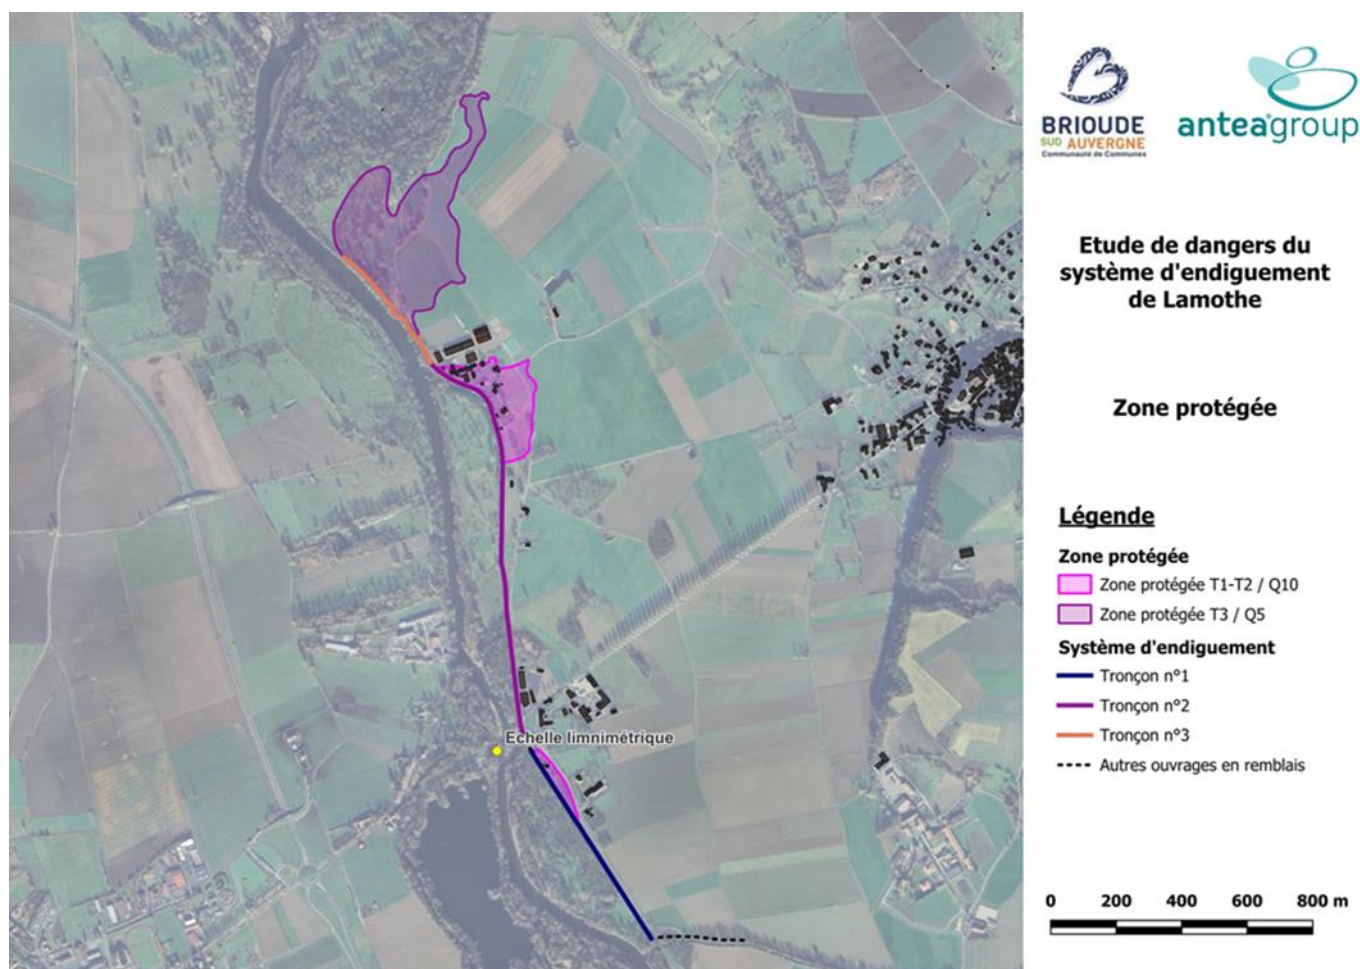 BRIOUDE
SUD AUVERGNE
Communauté de Communes
anteagroup
Etude de dangers du
système d'endiguement
de Lamothe
Zone protégée
Légende
Zone protégée
Zone protégée T1-T2 / Q10
Zone protégée T3 / Q5
Système d'endiguement
Tronçon n°1
Tronçon n°2
Tronçon n°3
Autres ouvrages en remblais
0 200 400 600 800 m
Echelle limnimétrique